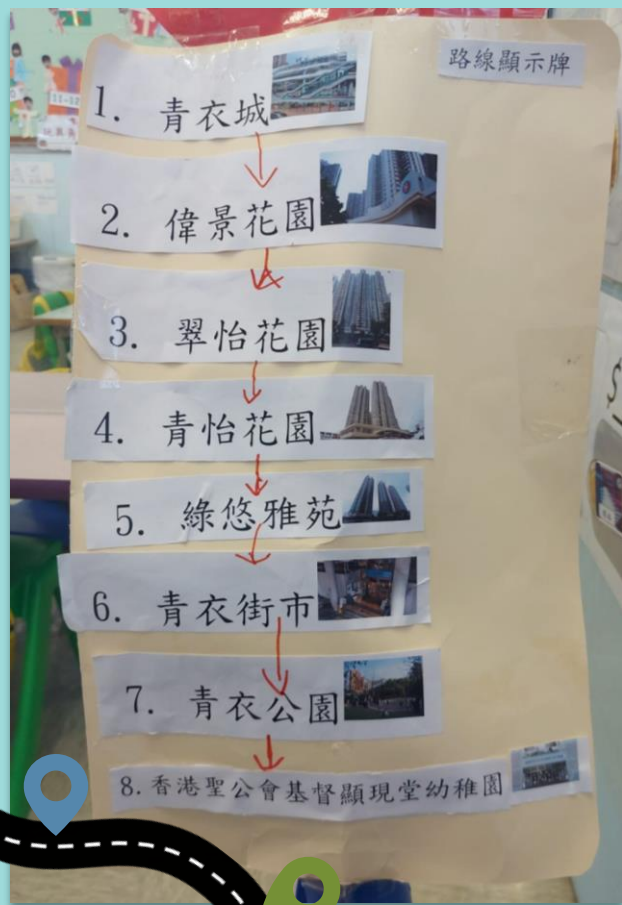 路線顯示牌
1. 青衣城
2. 偉景花園
3. 翠怡花園
4. 青怡花園
5. 綠悠雅苑
6. 青衣街市
7. 青衣公園
8. 香港聖公會基督顯現堂幼稚園